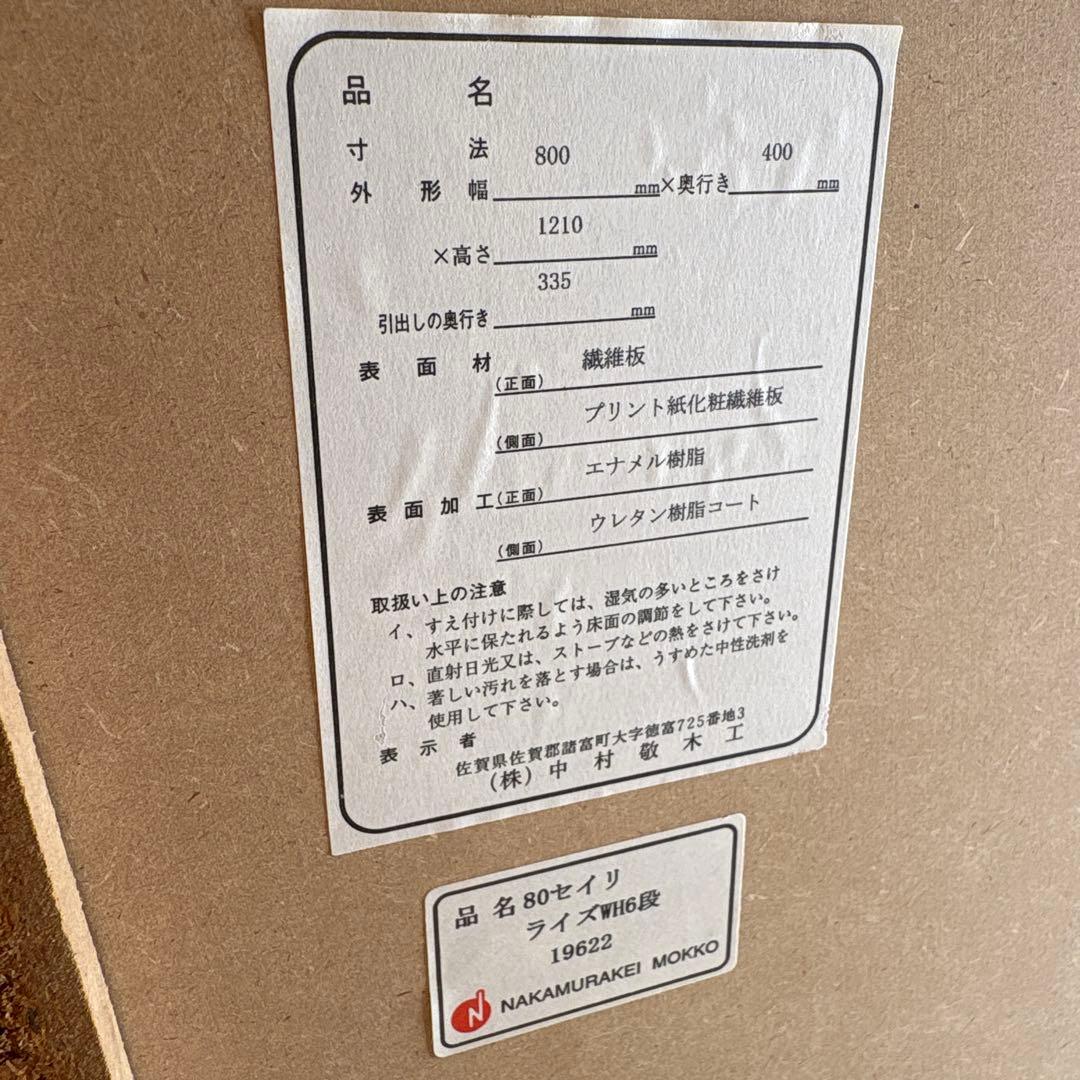 品名
寸法
外形幅 800 mm×奥行き 400 mm
×高さ 1210 mm
引出しの奥行き 335 mm
表面材 (正面) 繊維板
(側面) プリント紙化粧繊維板
表面加工 (正面) エナメル樹脂
(側面) ウレタン樹脂コート
取扱い上の注意
イ、すえ付けに際しては、湿気の多いところをさけ
水平に保たれるよう床面の調節をして下さい。
ロ、直射日光又は、ストーブなどの熱をさけて下さい。
ハ、著しい汚れを落とす場合は、うすめた中性洗剤を
使用して下さい。
表示者
佐賀県佐賀郡諸富町大字徳富725番地3
(株)中村敬木工
品名 80セイリ
ライズWH6段
19622
N NAKAMURAKEI MOKKO